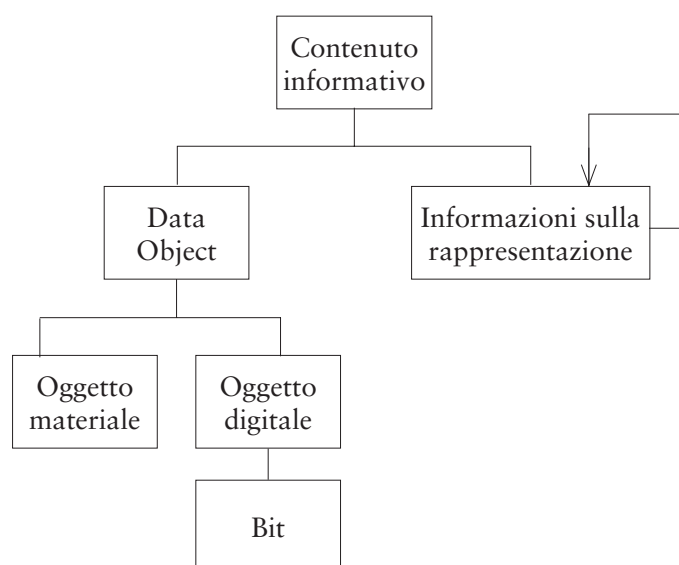 Contenuto
informativo
Data
Object
Informazioni sulla
rappresentazione
Oggetto
materiale
Oggetto
digitale
Bit